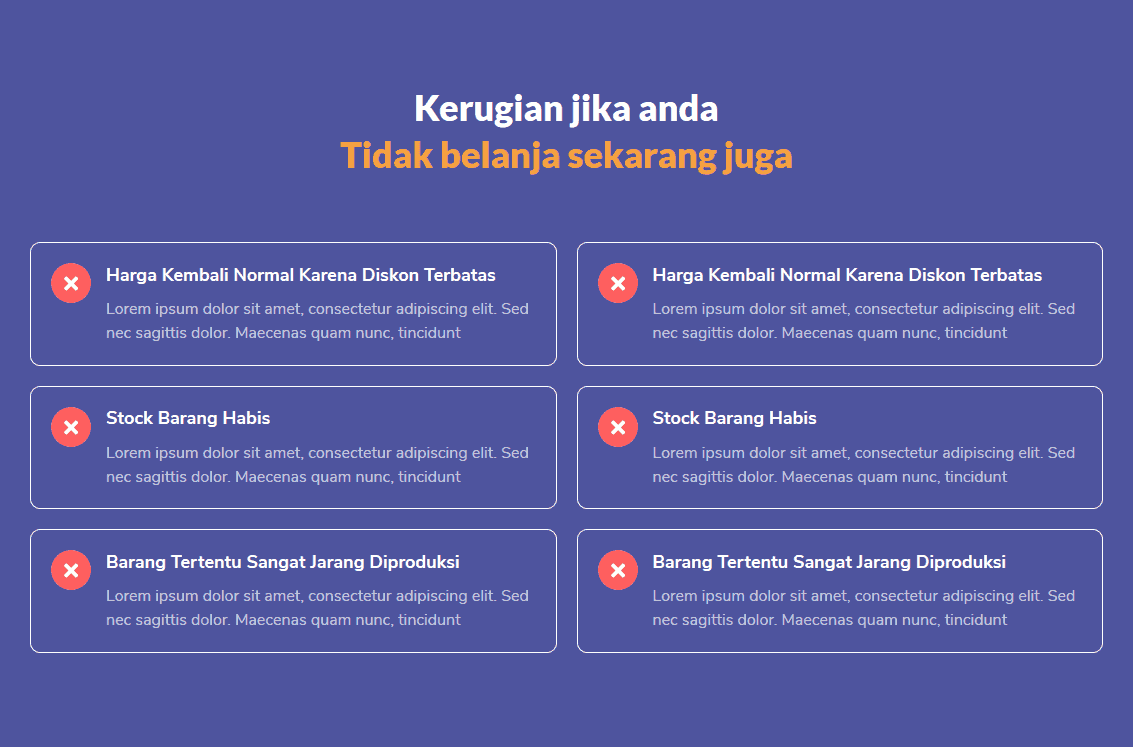 Kerugian jika anda
Tidak belanja sekarang juga
Harga Kembali Normal Karena Diskon Terbatas
Lorem ipsum dolor sit amet, consectetur adipiscing elit. Sed
nec sagittis dolor. Maecenas quam nunc, tincidunt
Harga Kembali Normal Karena Diskon Terbatas
Lorem ipsum dolor sit amet, consectetur adipiscing elit. Sed
nec sagittis dolor. Maecenas quam nunc, tincidunt
Stock Barang Habis
Lorem ipsum dolor sit amet, consectetur adipiscing elit. Sed
nec sagittis dolor. Maecenas quam nunc, tincidunt
Stock Barang Habis
Lorem ipsum dolor sit amet, consectetur adipiscing elit. Sed
nec sagittis dolor. Maecenas quam nunc, tincidunt
Barang Tertentu Sangat Jarang Diproduksi
Lorem ipsum dolor sit amet, consectetur adipiscing elit. Sed
nec sagittis dolor. Maecenas quam nunc, tincidunt
Barang Tertentu Sangat Jarang Diproduksi
Lorem ipsum dolor sit amet, consectetur adipiscing elit. Sed
nec sagittis dolor. Maecenas quam nunc, tincidunt